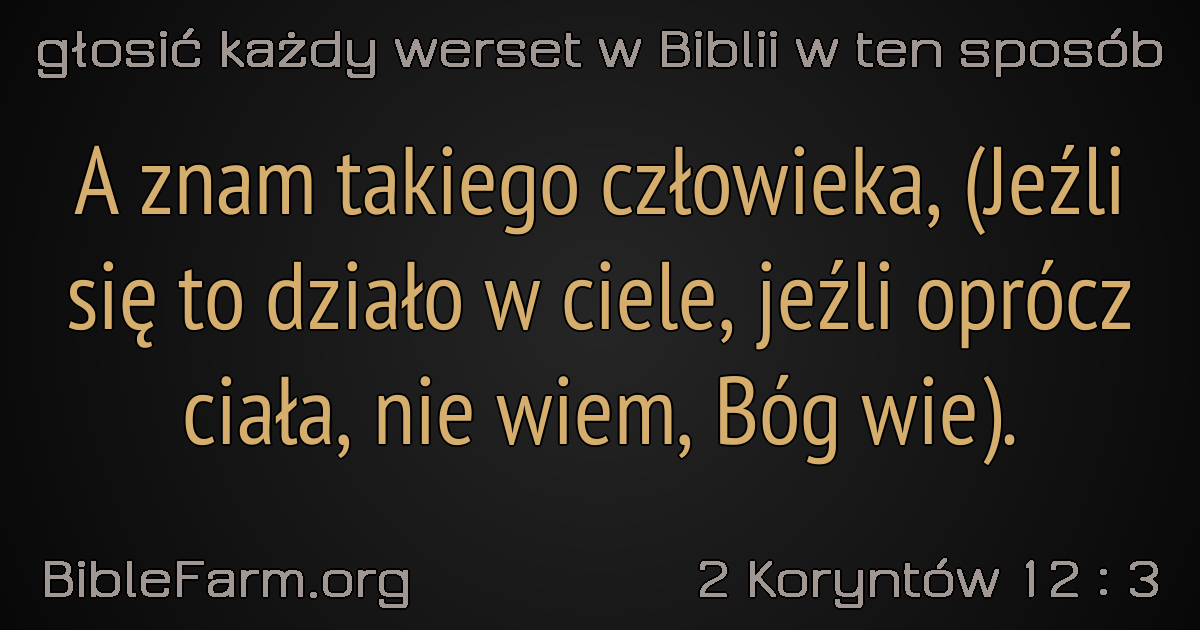 głosić każdy werset w Biblii w ten sposób
A znam takiego człowieka, (Jeźli
się to działo w ciele, jeźli oprócz
ciała, nie wiem, Bóg wie).
BibleFarm.org
2 Koryntów 12 : 3